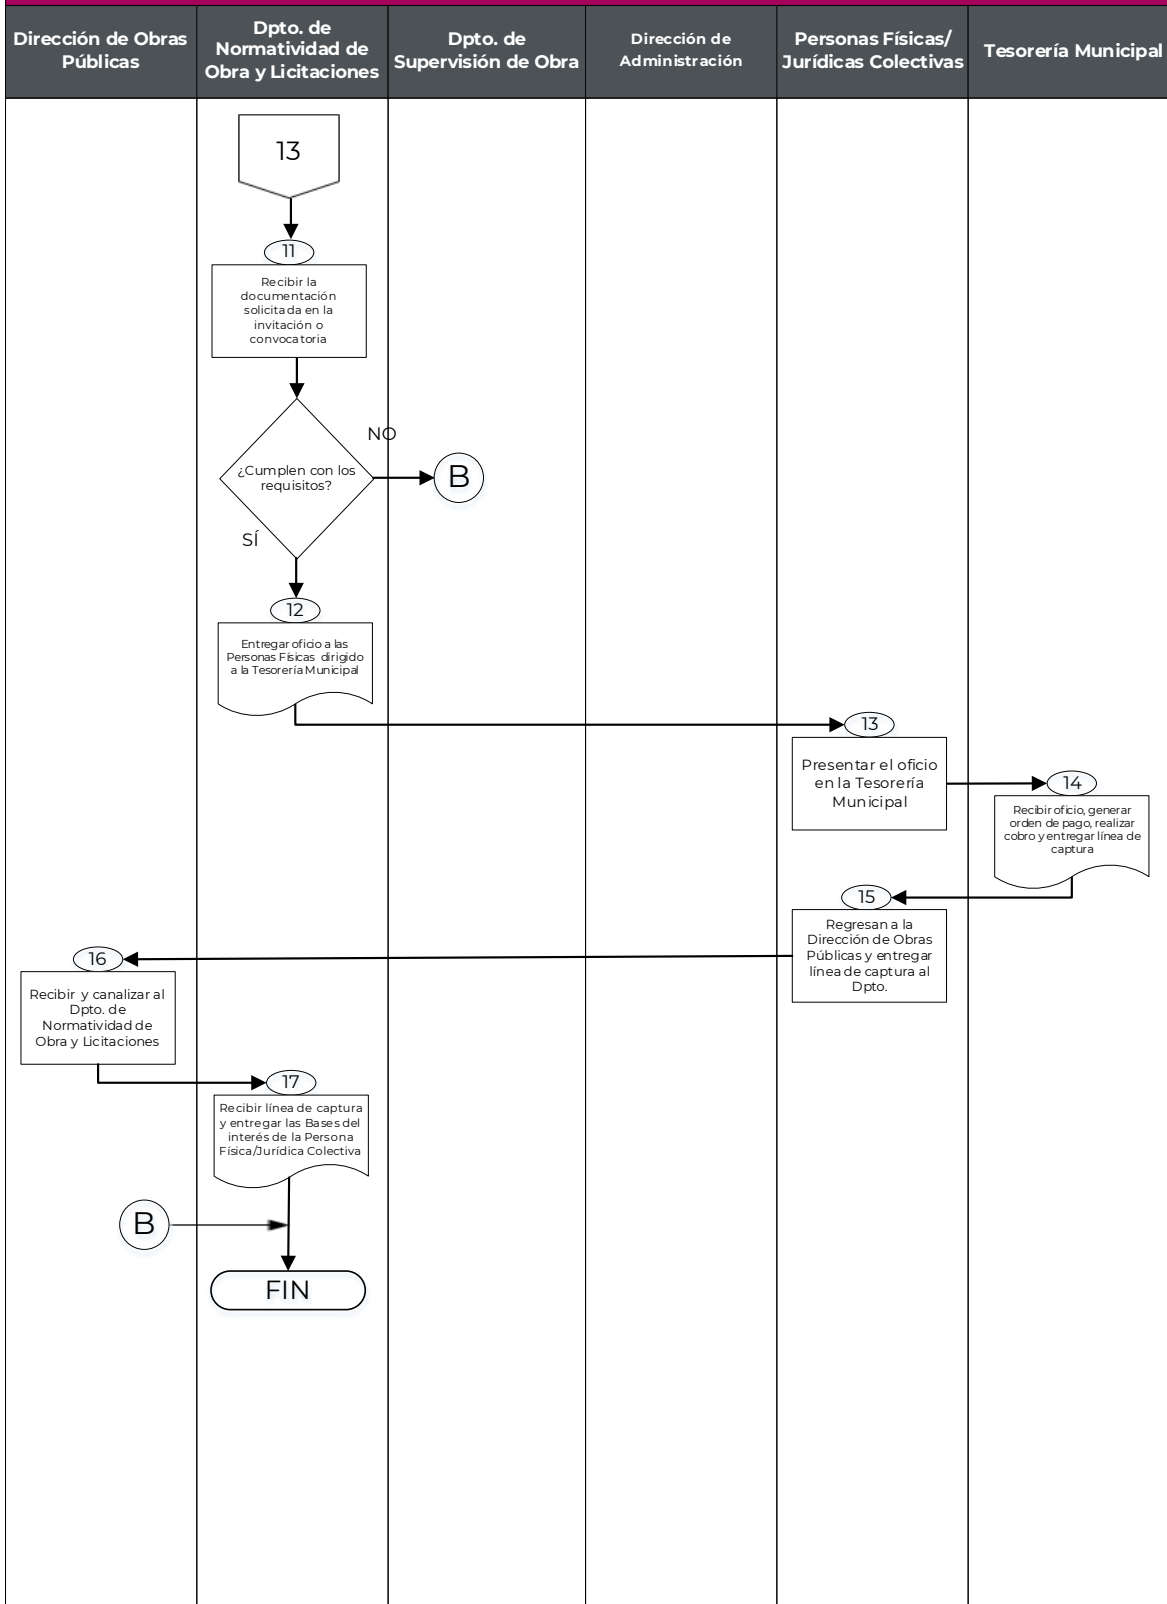 Dirección de Obras
Públicas
Dpto. de
Normatividad de
Obra y Licitaciones
Dpto. de
Supervisión de Obra
Dirección de
Administración
Personas Físicas/
Jurídicas Colectivas
Tesorería Municipal
13
11
Recibir la
documentación
solicitada en la
invitación o
convocatoria
NO
¿Cumplen con los
requisitos?
B
SÍ
12
Entregar oficio a las
Personas Físicas dirigido
a la Tesorería Municipal
13
Presentar el oficio
en la Tesorería
Municipal
14
Recibir oficio, generar
orden de pago, realizar
cobro y entregar línea de
captura
15
Regresan a la
Dirección de Obras
Públicas y entregar
línea de captura al
Dpto.
16
Recibir y canalizar al
Dpto. de
Normatividad de
Obra y Licitaciones
17
Recibir línea de captura
y entregar las Bases del
interés de la Persona
Física/Jurídica Colectiva
B
FIN